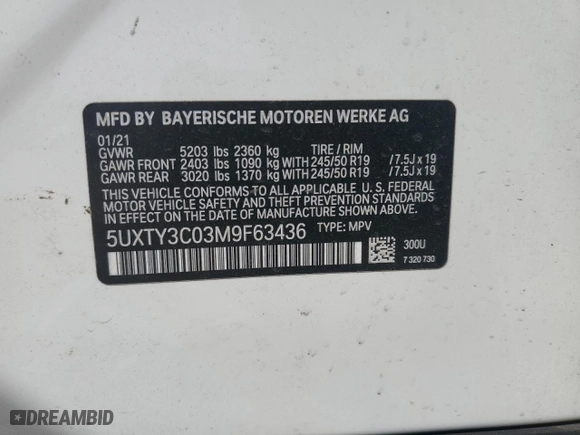 MFD BY BAYERISCHE MOTOREN WERKE AG
01/21
GVWR 5203 lbs 2360 kg TIRE / RIM
GAWR FRONT 2403 lbs 1090 kg WITH 245/50 R19 / 7.5J x 19
GAWR REAR 3020 lbs 1370 kg WITH 245/50 R19 / 7.5J x 19
THIS VEHICLE CONFORMS TO ALL APPLICABLE U. S. FEDERAL
MOTOR VEHICLE SAFETY AND THEFT PREVENTION STANDARDS
IN EFFECT ON THE DATE OF MANUFACTURE SHOWN ABOVE.
5UXTY3C03M9F63436 TYPE: MPV
300U
7 320 730
DREAMBID